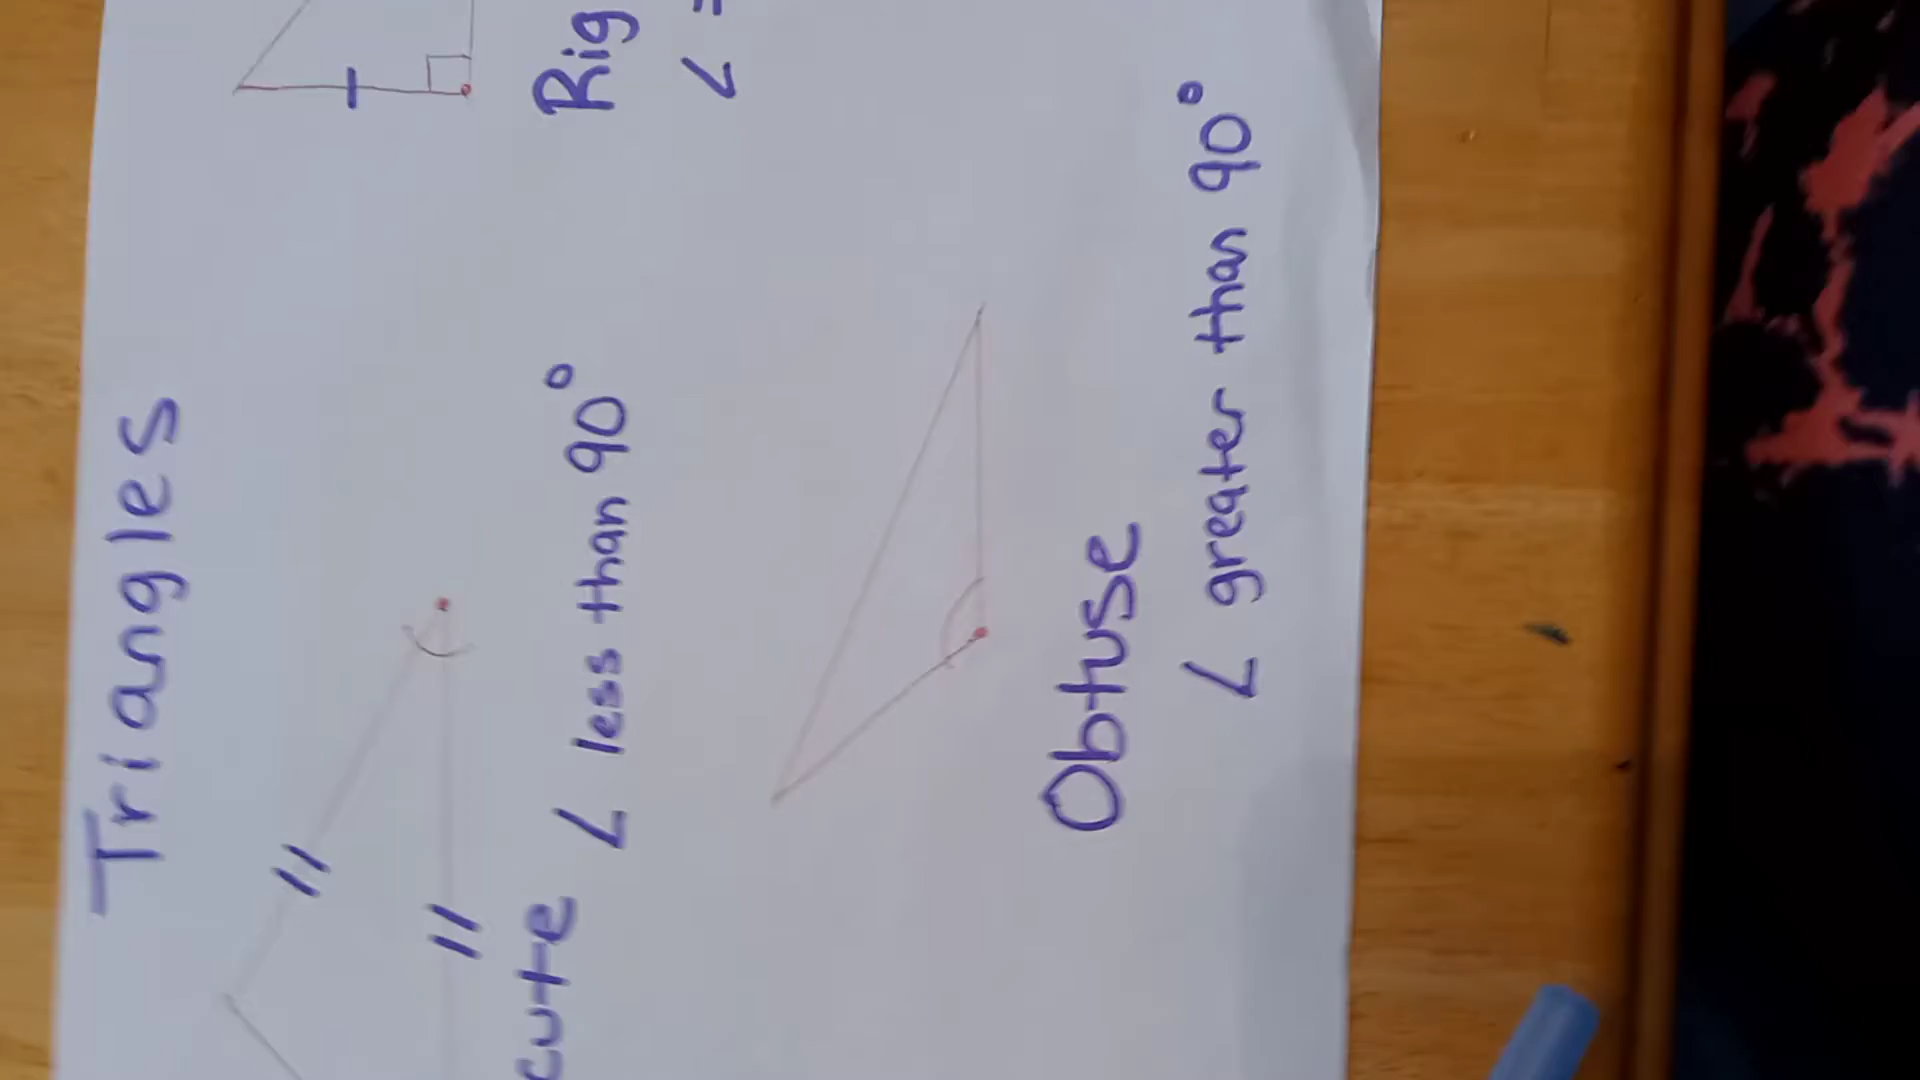 Triangles
cute ∠ less than 90°
Rig
∠ =
Obtuse
∠ greater than 90°